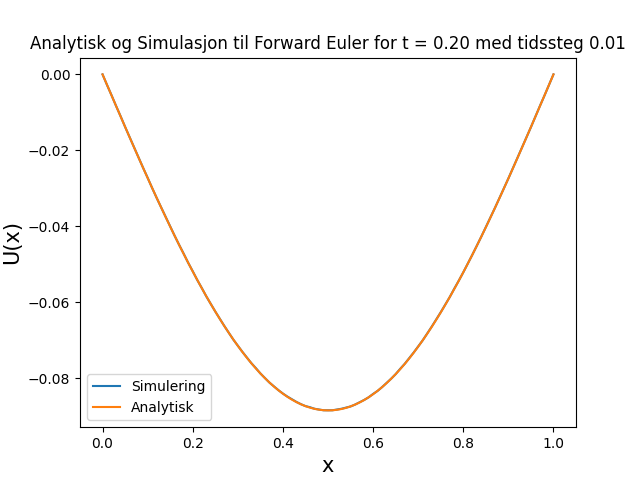 Analytisk og Simulasjon til Forward Euler for t = 0.20 med tidssteg 0.01
0.00
−0.02
−0.04
−0.06
−0.08
U(x)
Simulering
Analytisk
0.0 0.2 0.4 0.6 0.8 1.0
x